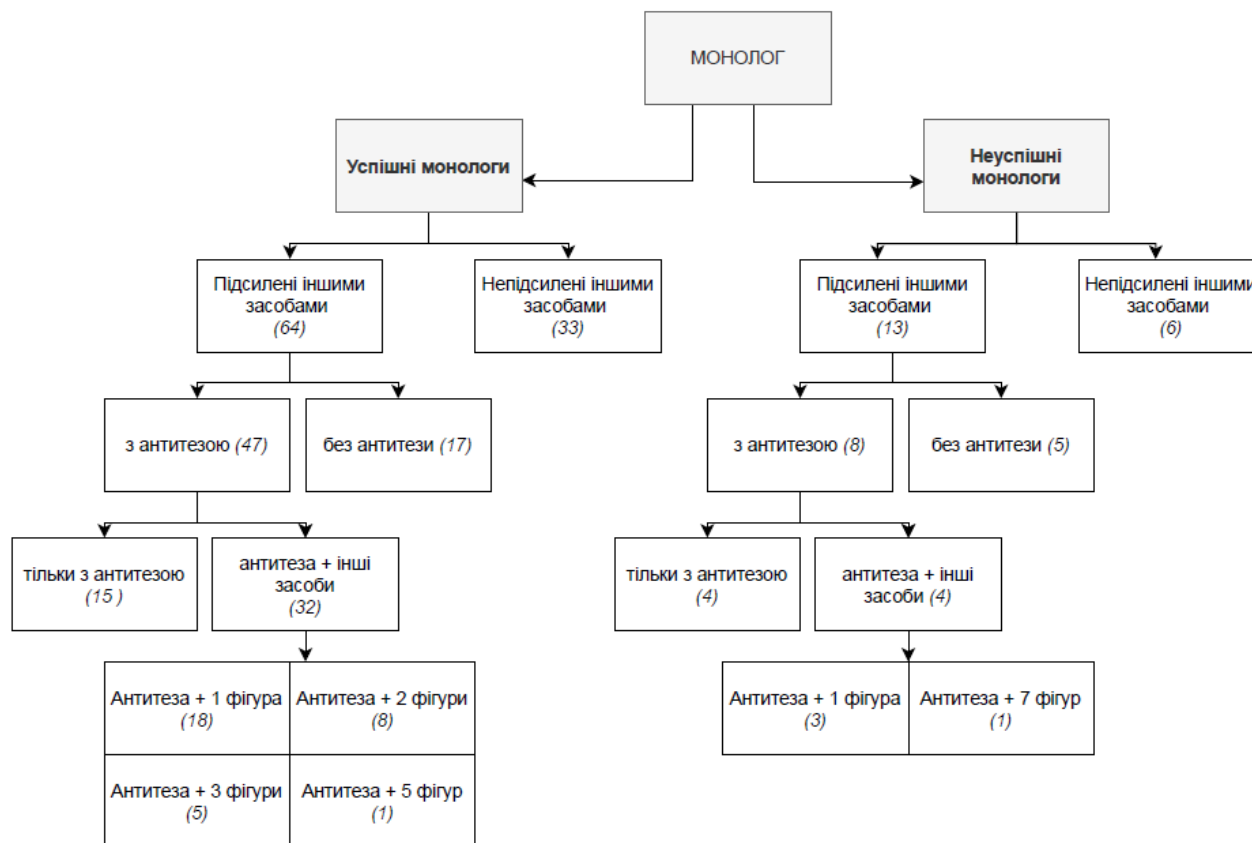 МОНОЛОГ
Успішні монологи
Неуспішні
монологи
Підсилені іншими
засобами
(64)
Непідсилені іншими
засобами
(33)
Підсилені іншими
засобами
(13)
Непідсилені іншими
засобами
(6)
з антитезою (47)
без антитези (17)
з антитезою (8)
без антитези (5)
тільки з антитезою
(15 )
антитеза + інші
засоби
(32)
тільки з антитезою
(4)
антитеза + інші
засоби (4)
Антитеза + 1 фігура
(18)
Антитеза + 2 фігури
(8)
Антитеза + 3 фігури
(5)
Антитеза + 5 фігур
(1)
Антитеза + 1 фігура
(3)
Антитеза + 7 фігур
(1)